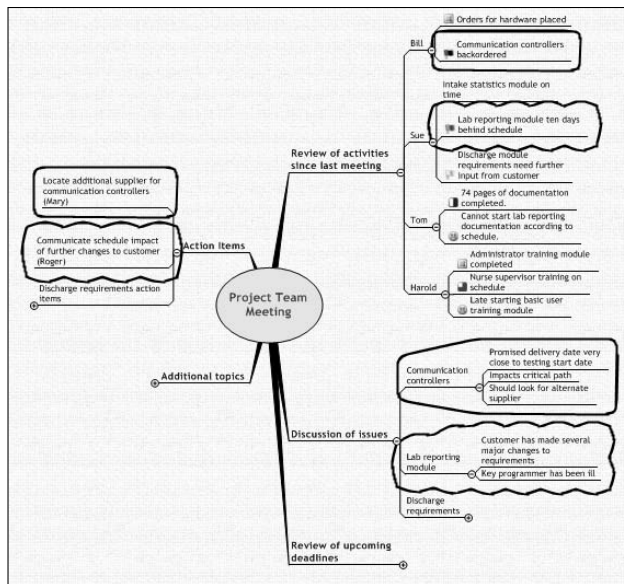 Orders for hardware placed
Bill
Communication controllers
backordered
Intake statistics module on
time
Sue
Lab reporting module ten days
behind schedule
Discharge module
requirements need further
input from customer
Review of activities
since last meeting
74 pages of documentation
completed.
Tom
Cannot start lab reporting
documentation according to
schedule.
Administrator training module
completed
Harold
Nurse supervisor training on
schedule
Late starting basic user
training module
Locate additional supplier for
communication controllers
(Mary)
Communicate schedule impact
of further changes to customer
(Roger)
Action Items
Discharge requirements action
items
Project Team
Meeting
Additional topics
Discussion of issues
Communication
controllers
Promised delivery date very
close to testing start date
Impacts critical path
Should look for alternate
supplier
Lab reporting
module
Customer has made several
major changes to
requirements
Key programmer has been ill
Discharge
requirements
Review of upcoming
deadlines